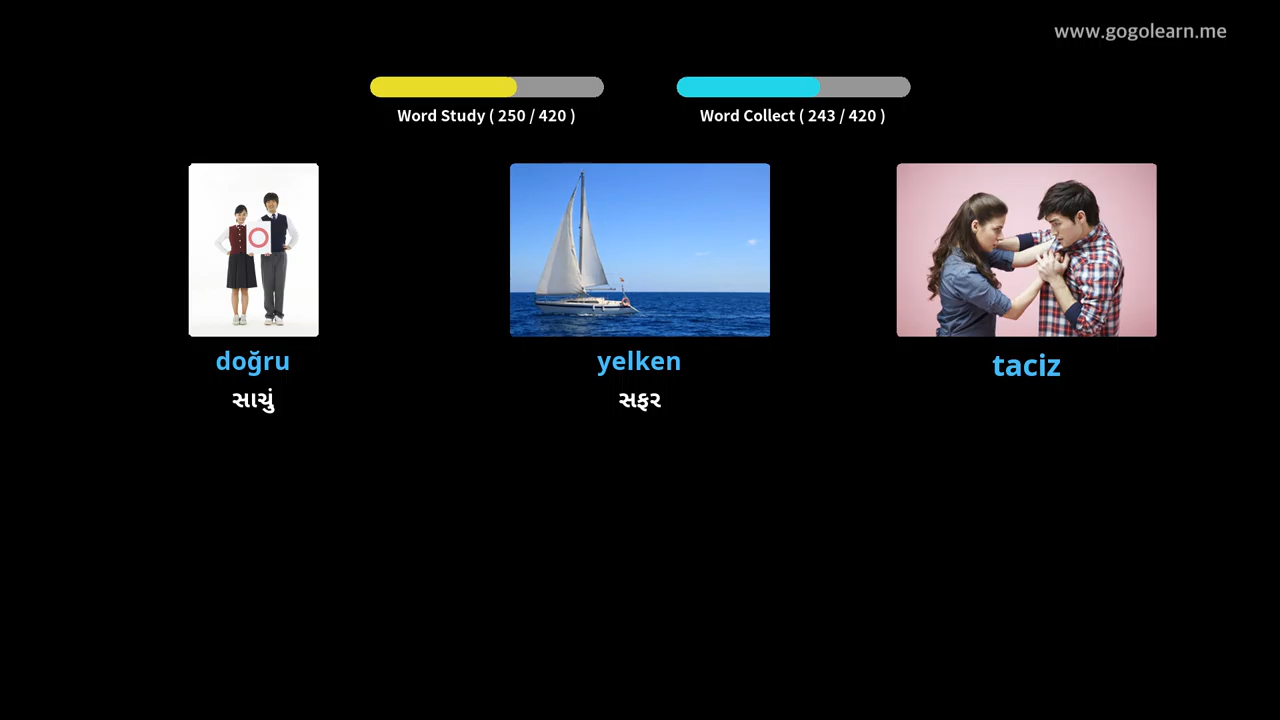 www.gogolearn.me
Word Study ( 250 / 420 )
Word Collect ( 243 / 420 )
doğru
સાચું
yelken
સફર
taciz